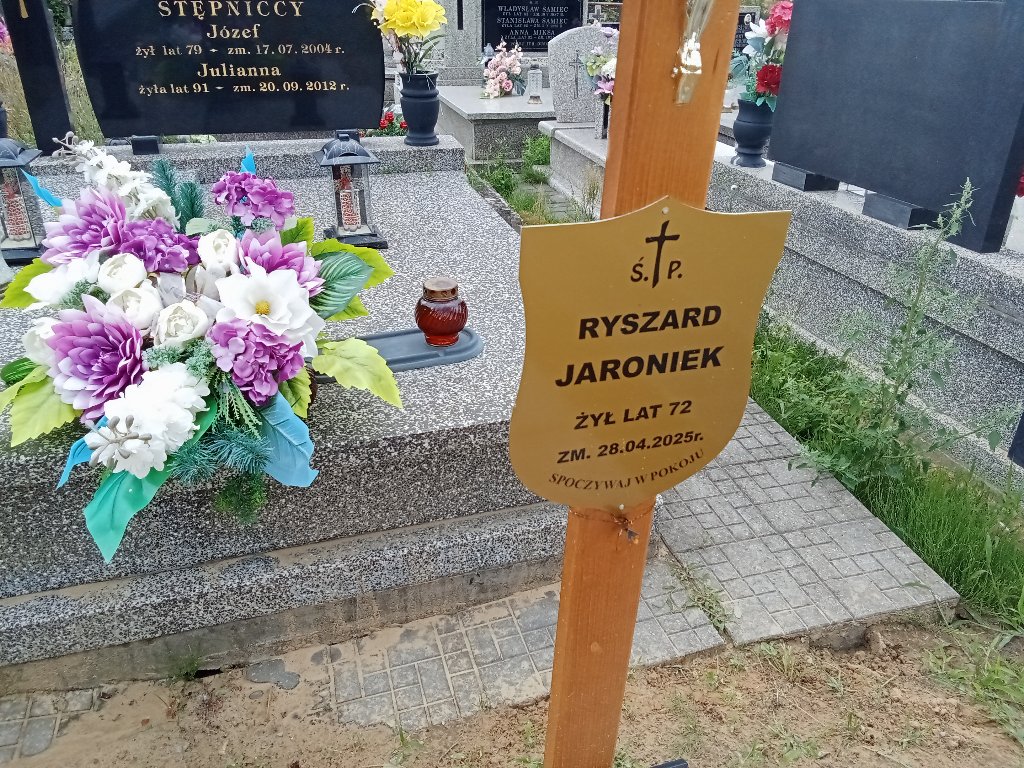 STĘPNICCY
Józef
żył lat 79 - zm. 17.07.2004 r.
Julianna
żyła lat 91 - zm. 20.09.2012 r.
WŁADYSŁAW SAMIEC
STANISŁAWA SAMIEC
ANNA MIKSA
Ś. P.
RYSZARD
JARONIEK
ŻYŁ LAT 72
ZM. 28.04.2025r.
SPOCZYWAJ W POKOJU